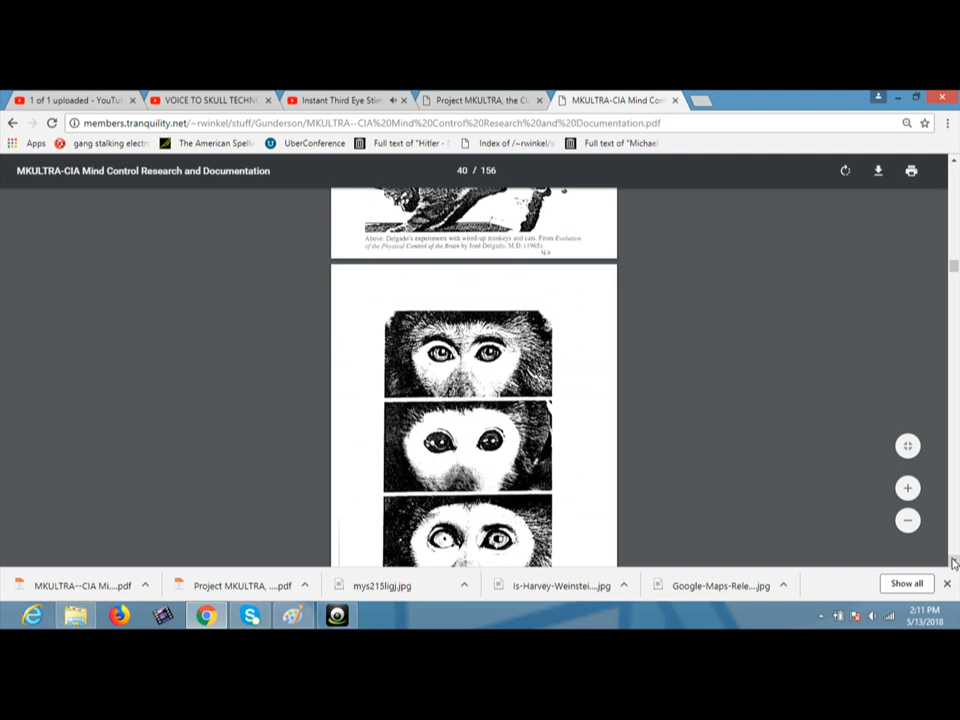 1 of 1 uploaded - YouTu
VOICE TO SKULL TECHN
Instant Third Eye Stim
Project MKULTRA, the C
MKULTRA-CIA Mind Con
members.tranquility.net/~rwinkel/stuff/Gunderson/MKULTRA--CIA%20Mind%20Control%20Research%20and%20Documentation.pdf
Apps
gang stalking electr
The American Spell
UberConference
Full text of "Hitler -
Index of /~rwinkel/s
Full text of "Michael
MKULTRA-CIA Mind Control Research and Documentation
40 / 156
Above: Delgado's experiments with wired-up monkeys and cats. From Evolution
of the Physical Control of the Brain by José Delgado, M.D. (1965).
MKULTRA--CIA Mi....pdf
Project MKULTRA, ....pdf
mys215ligj.jpg
Is-Harvey-Weinstei....jpg
Google-Maps-Rele....jpg
Show all
2:11 PM
5/13/2018